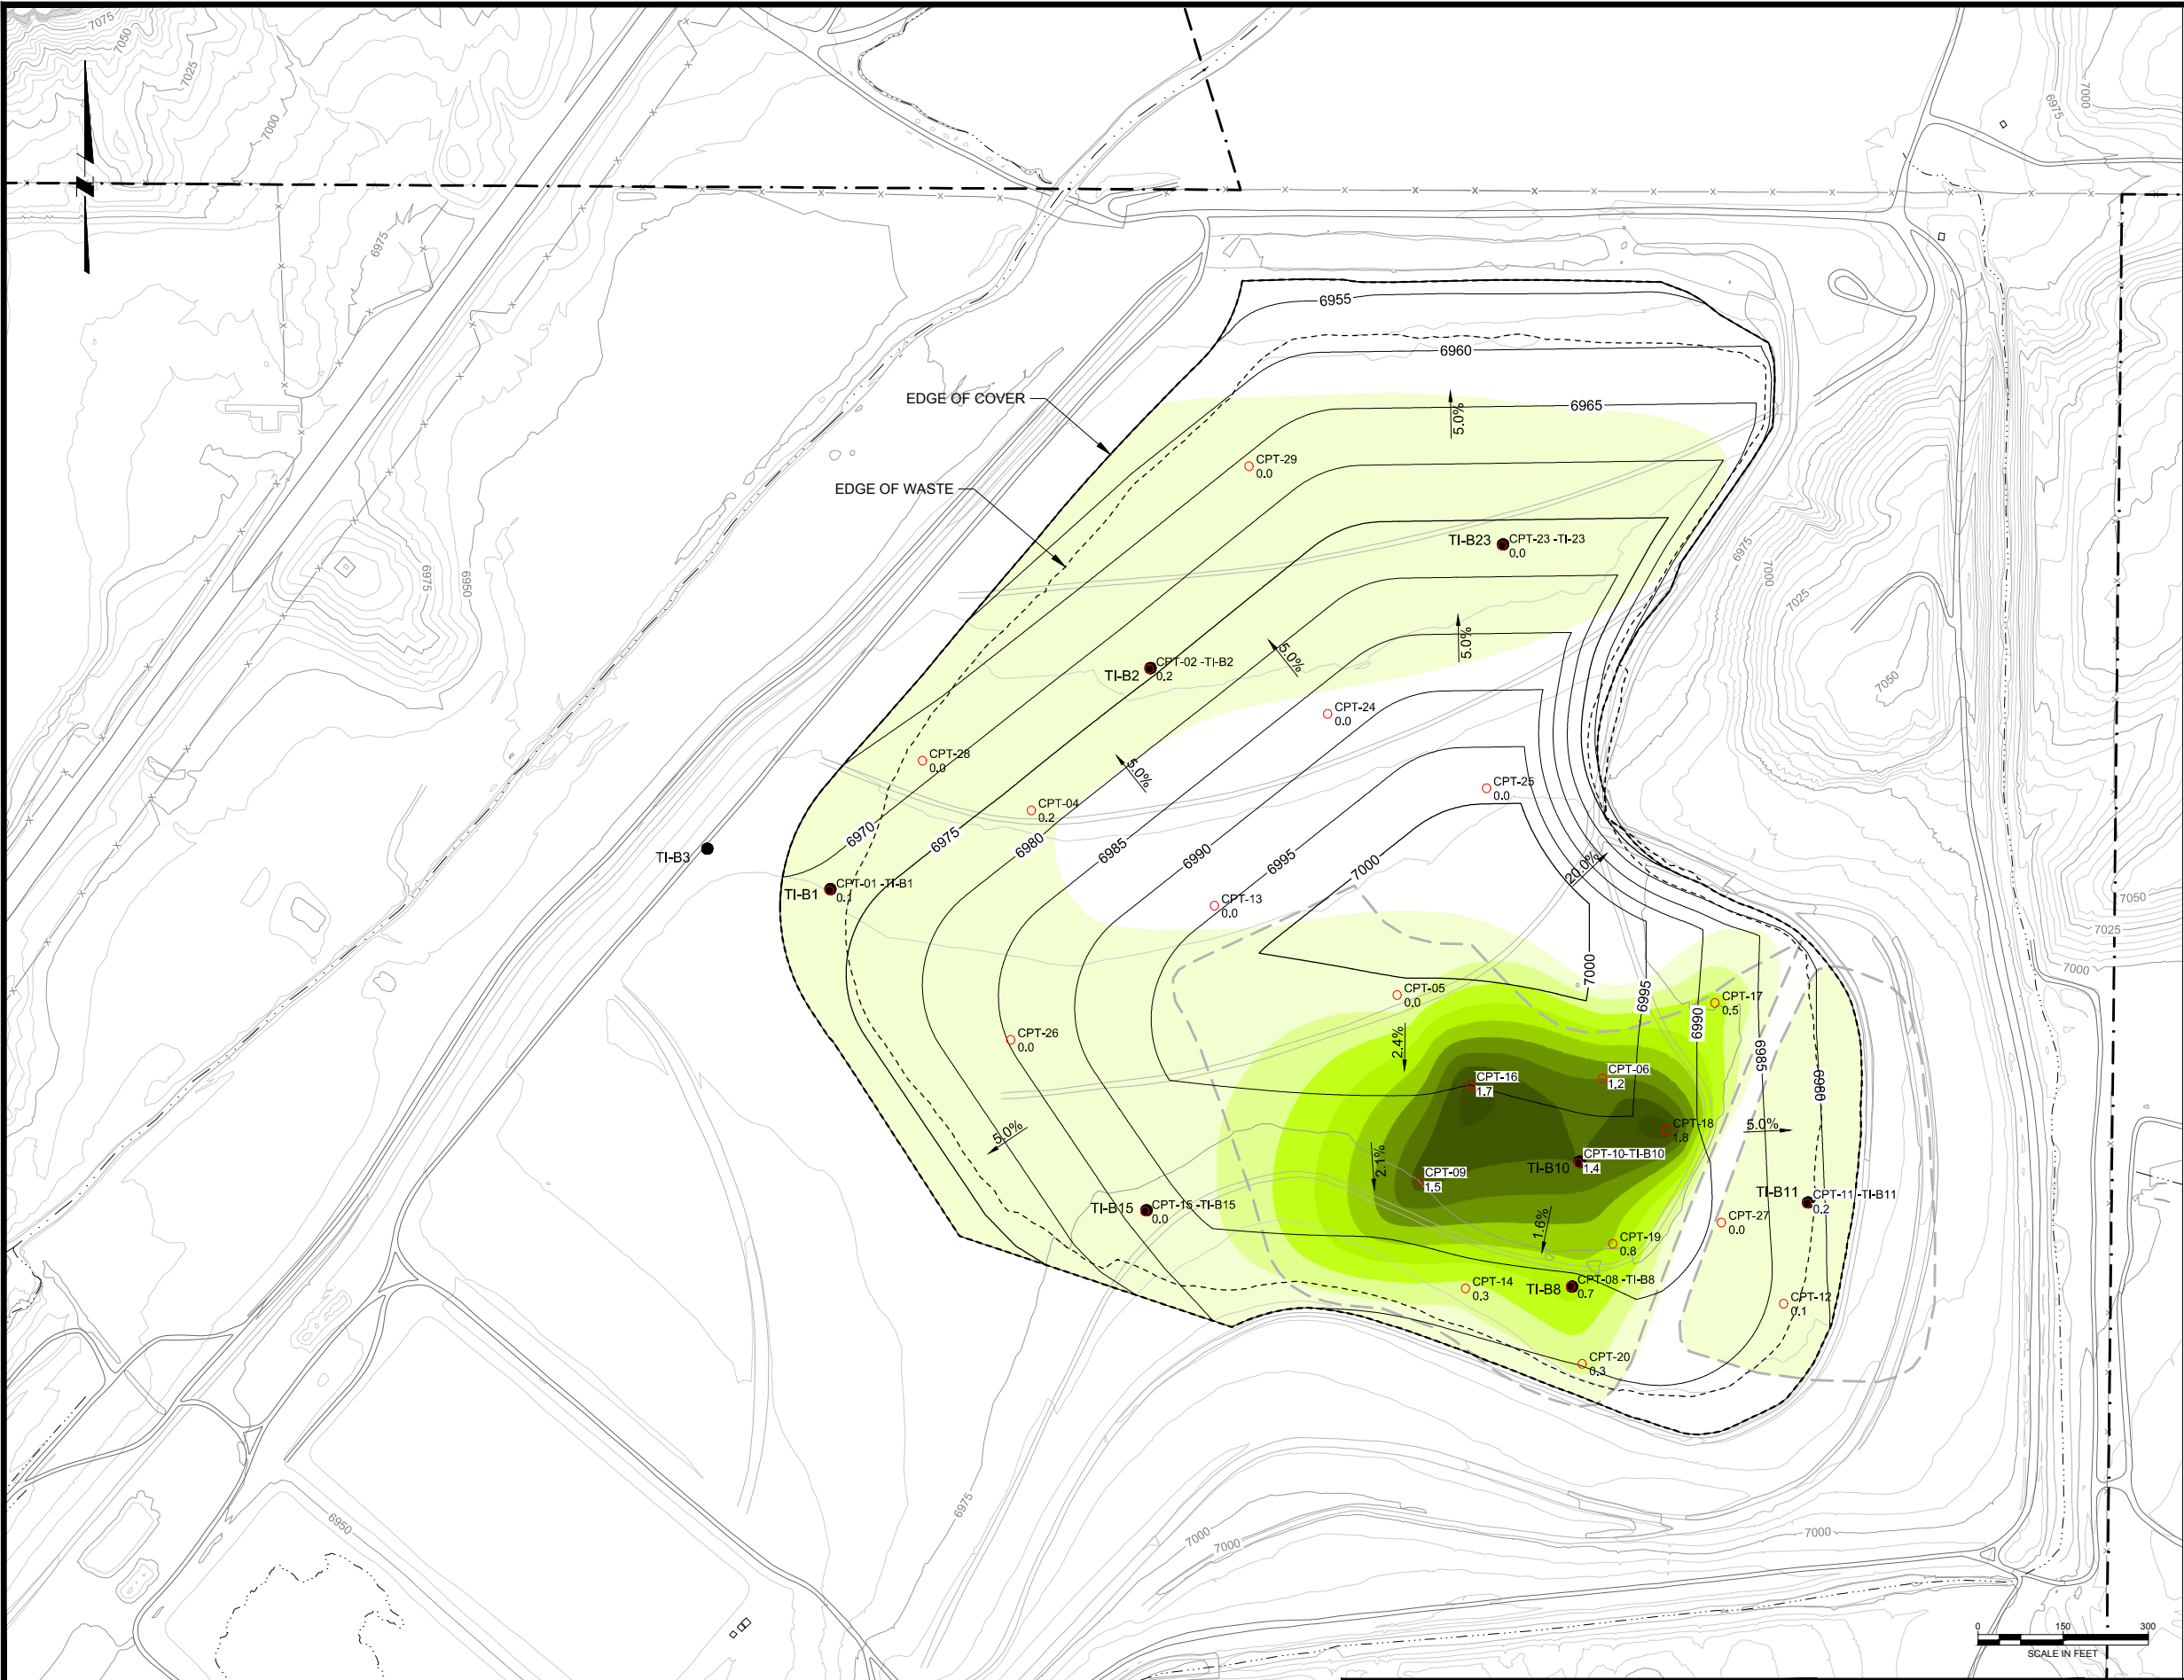 7075
7050
7025
7000
6975
7000
6975
6955
6960
EDGE OF COVER
6965
5.0%
CPT-29
0.0
EDGE OF WASTE
TI-B23
CPT-23 -TI-23
0.0
6975
7000
7025
6975
6950
5.0%
5.0%
CPT-02 -TI-B2
TI-B2
0.2
7050
CPT-24
0.0
CPT-28
0.0
5.0%
CPT-25
0.0
CPT-04
0.2
6970
6975
6980
6985
6990
6995
7000
20.0%
TI-B3
CPT-01 -TI-B1
TI-B1
0.1
CPT-13
0.0
7050
7025
7000
7000
6995
6990
6985
6980
CPT-05
0.0
CPT-17
0.5
2.4%
CPT-26
0.0
CPT-16
1.7
CPT-06
1.2
5.0%
CPT-18
1.8
5.0%
2.1%
CPT-10-TI-B10
TI-B10
1.4
CPT-09
1.5
TI-B11
CPT-11 -TI-B11
0.2
TI-B15
CPT-15 -TI-B15
0.0
CPT-27
0.0
1.6%
CPT-19
0.8
CPT-14
0.3
TI-B8
CPT-08 -TI-B8
0.7
CPT-12
0.1
CPT-20
0.3
6975
6950
7000
7000
7000
0 150 300
SCALE IN FEET